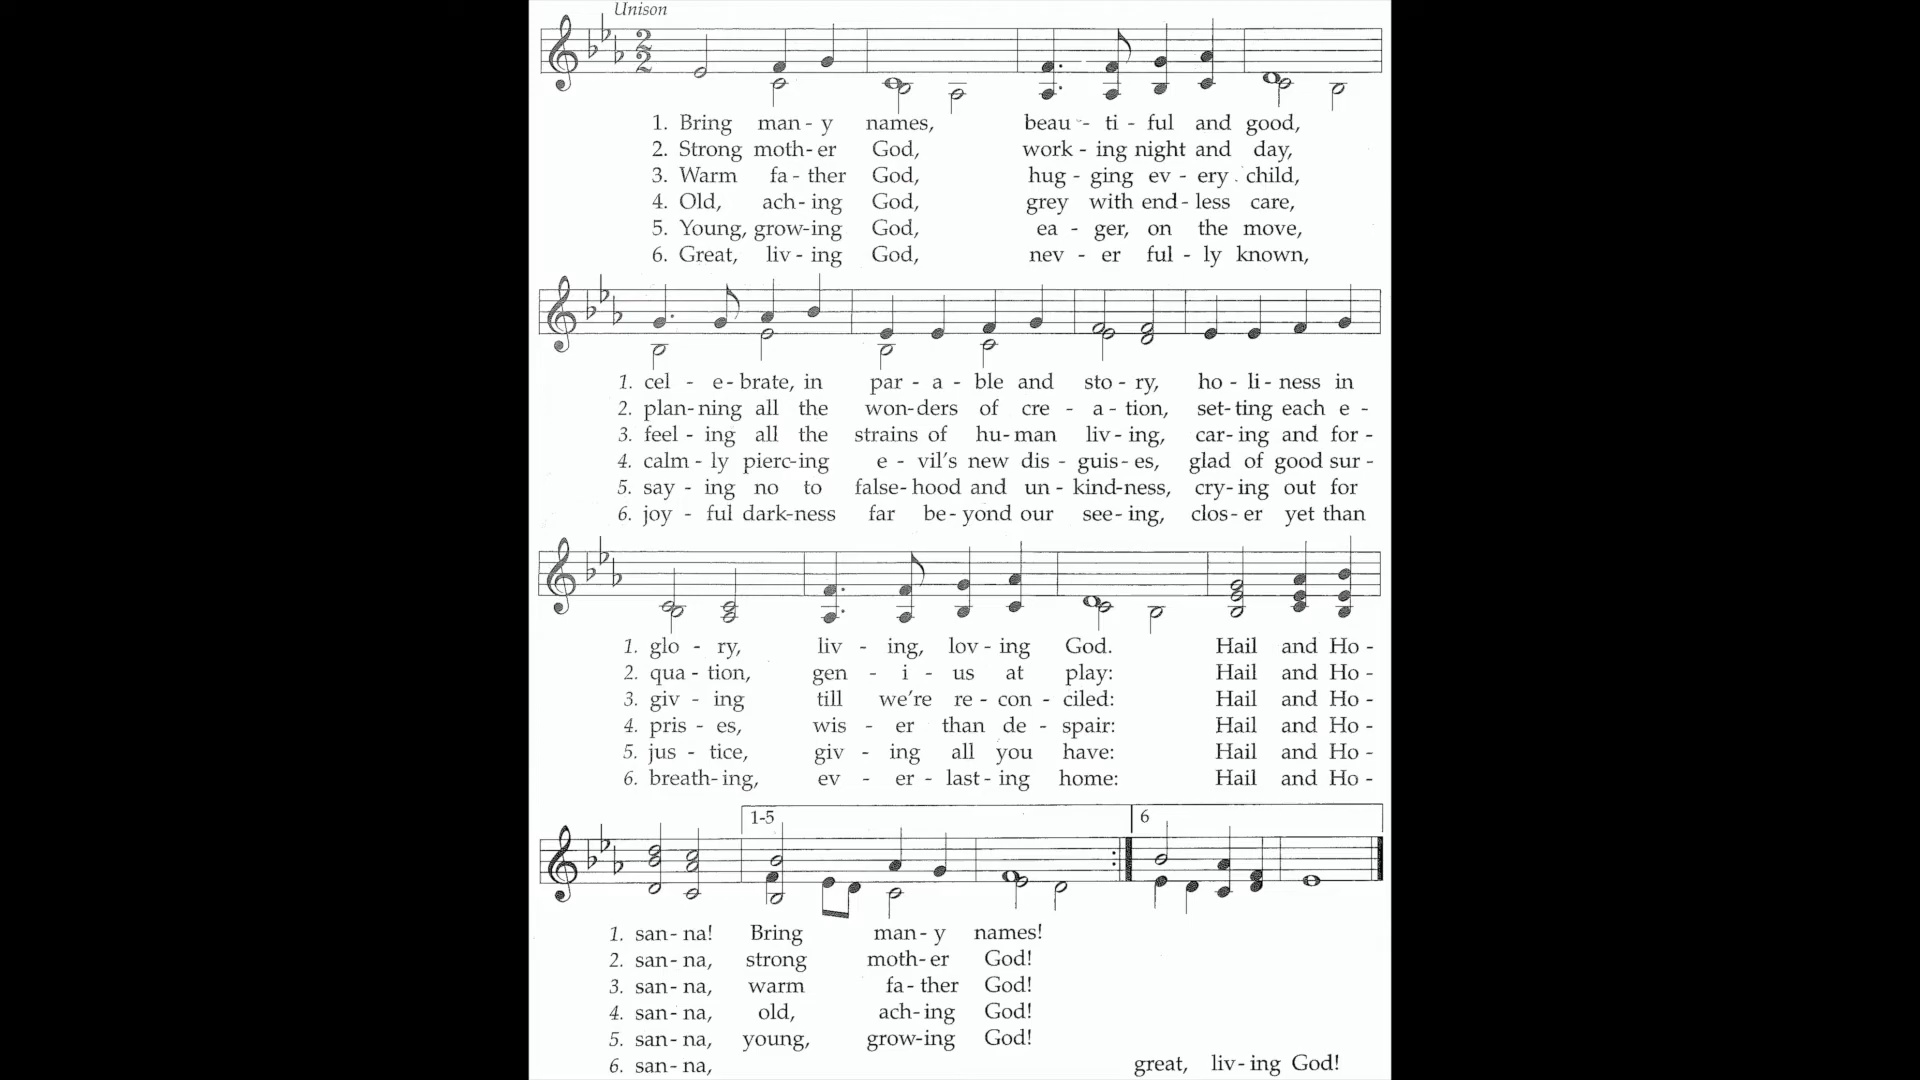 Unison
1. Bring man - y names, beau - ti - ful and good,
2. Strong moth- er God, work - ing night and day,
3. Warm fa - ther God, hug - ging ev - ery child,
4. Old, ach- ing God, grey with end - less care,
5. Young, grow-ing God, ea - ger, on the move,
6. Great, liv - ing God, nev - er ful - ly known,
1. cel - e - brate, in par - a - ble and sto - ry, ho - li - ness in
2. plan- ning all the won- ders of cre - a - tion, set- ting each e -
3. feel - ing all the strains of hu- man liv - ing, car- ing and for -
4. calm - ly pierc-ing e - vil's new dis - guis- es, glad of good sur -
5. say - ing no to false- hood and un - kind-ness, cry- ing out for
6. joy - ful dark-ness far be- yond our see - ing, clos- er yet than
1. glo - ry, liv - ing, lov - ing God. Hail and Ho -
2. qua - tion, gen - i - us at play: Hail and Ho -
3. giv - ing till we're re - con - ciled: Hail and Ho -
4. pris - es, wis - er than de - spair: Hail and Ho -
5. jus - tice, giv - ing all you have: Hail and Ho -
6. breath- ing, ev - er - last- ing home: Hail and Ho -
1-5 6
1. san- na! Bring man- y names!
2. san- na, strong moth- er God!
3. san- na, warm fa- ther God!
4. san- na, old, ach- ing God!
5. san- na, young, grow-ing God!
6. san- na, great, liv- ing God!